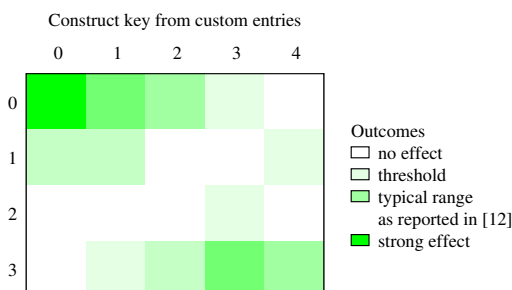 Construct key from custom entries
0 1 2 3 4
0
1
2
3
Outcomes
no effect
threshold
typical range
as reported in [12]
strong effect